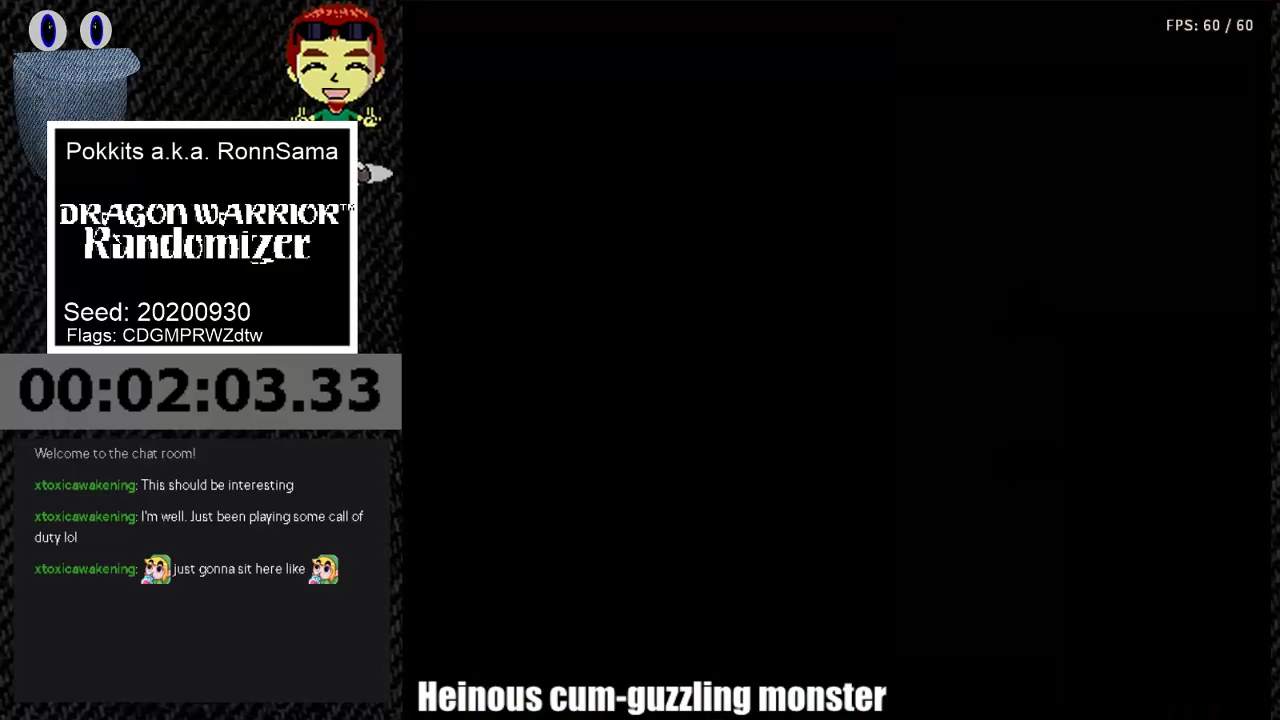 FPS: 60 / 60
Pokkits a.k.a. RonnSama
DRAGON WARRIOR™
Randomizer
Seed: 20200930
Flags: CDGMPRWZdtw
00:02:03.33
Welcome to the chat room!
xtoxicawakening: This should be interesting
xtoxicawakening: I'm well. Just been playing some call of
duty lol
xtoxicawakening: just gonna sit here like
Heinous cum-guzzling monster